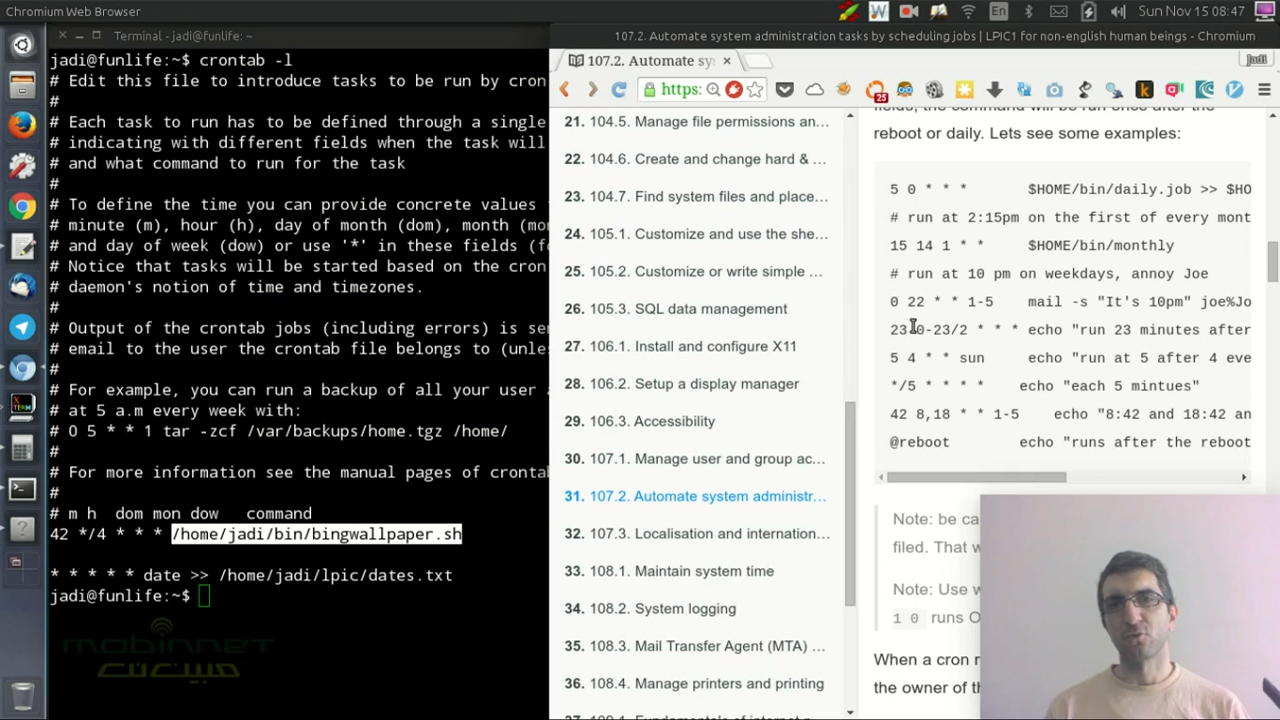 Chromium Web Browser
En
Sun Nov 15 08:47
Terminal - jadi@funlife: ~
107.2. Automate system administration tasks by scheduling jobs | LPIC1 for non-english human beings - Chromium
jadi@funlife:~$ crontab -l
# Edit this file to introduce tasks to be run by cron
#
# Each task to run has to be defined through a single
# indicating with different fields when the task will
# and what command to run for the task
#
# To define the time you can provide concrete values
# minute (m), hour (h), day of month (dom), month (mo
# and day of week (dow) or use '*' in these fields (fo
# Notice that tasks will be started based on the cron
# daemon's notion of time and timezones.
#
# Output of the crontab jobs (including errors) is se
# email to the user the crontab file belongs to (unle
#
# For example, you can run a backup of all your user
# at 5 a.m every week with:
# 0 5 * * 1 tar -zcf /var/backups/home.tgz /home/
#
# For more information see the manual pages of cronta
#
# m h  dom mon dow   command
42 */4 * * * /home/jadi/bin/bingwallpaper.sh
* * * * * date >> /home/jadi/lpic/dates.txt
jadi@funlife:~$
mobinnet
مبین‌نت
107.2. Automate sy
Jadi
https:
25
21. 104.5. Manage file permissions an...
22. 104.6. Create and change hard & ...
23. 104.7. Find system files and place...
24. 105.1. Customize and use the she...
25. 105.2. Customize or write simple ...
26. 105.3. SQL data management
27. 106.1. Install and configure X11
28. 106.2. Setup a display manager
29. 106.3. Accessibility
30. 107.1. Manage user and group ac...
31. 107.2. Automate system administr...
32. 107.3. Localisation and internation...
33. 108.1. Maintain system time
34. 108.2. System logging
35. 108.3. Mail Transfer Agent (MTA) ...
36. 108.4. Manage printers and printing
fields, the command will be run once after the
reboot or daily. Lets see some examples:
5 0 * * *       $HOME/bin/daily.job >> $HO
# run at 2:15pm on the first of every mont
15 14 1 * *     $HOME/bin/monthly
# run at 10 pm on weekdays, annoy Joe
0 22 * * 1-5    mail -s "It's 10pm" joe%Jo
23 0-23/2 * * * echo "run 23 minutes after
5 4 * * sun     echo "run at 5 after 4 eve
*/5 * * * *    echo "each 5 mintues"
42 8,18 * * 1-5    echo "8:42 and 18:42 an
@reboot        echo "runs after the reboot
Note: be ca
filed. That w
Note: Use w
1 0 runs O
When a cron r
the owner of th